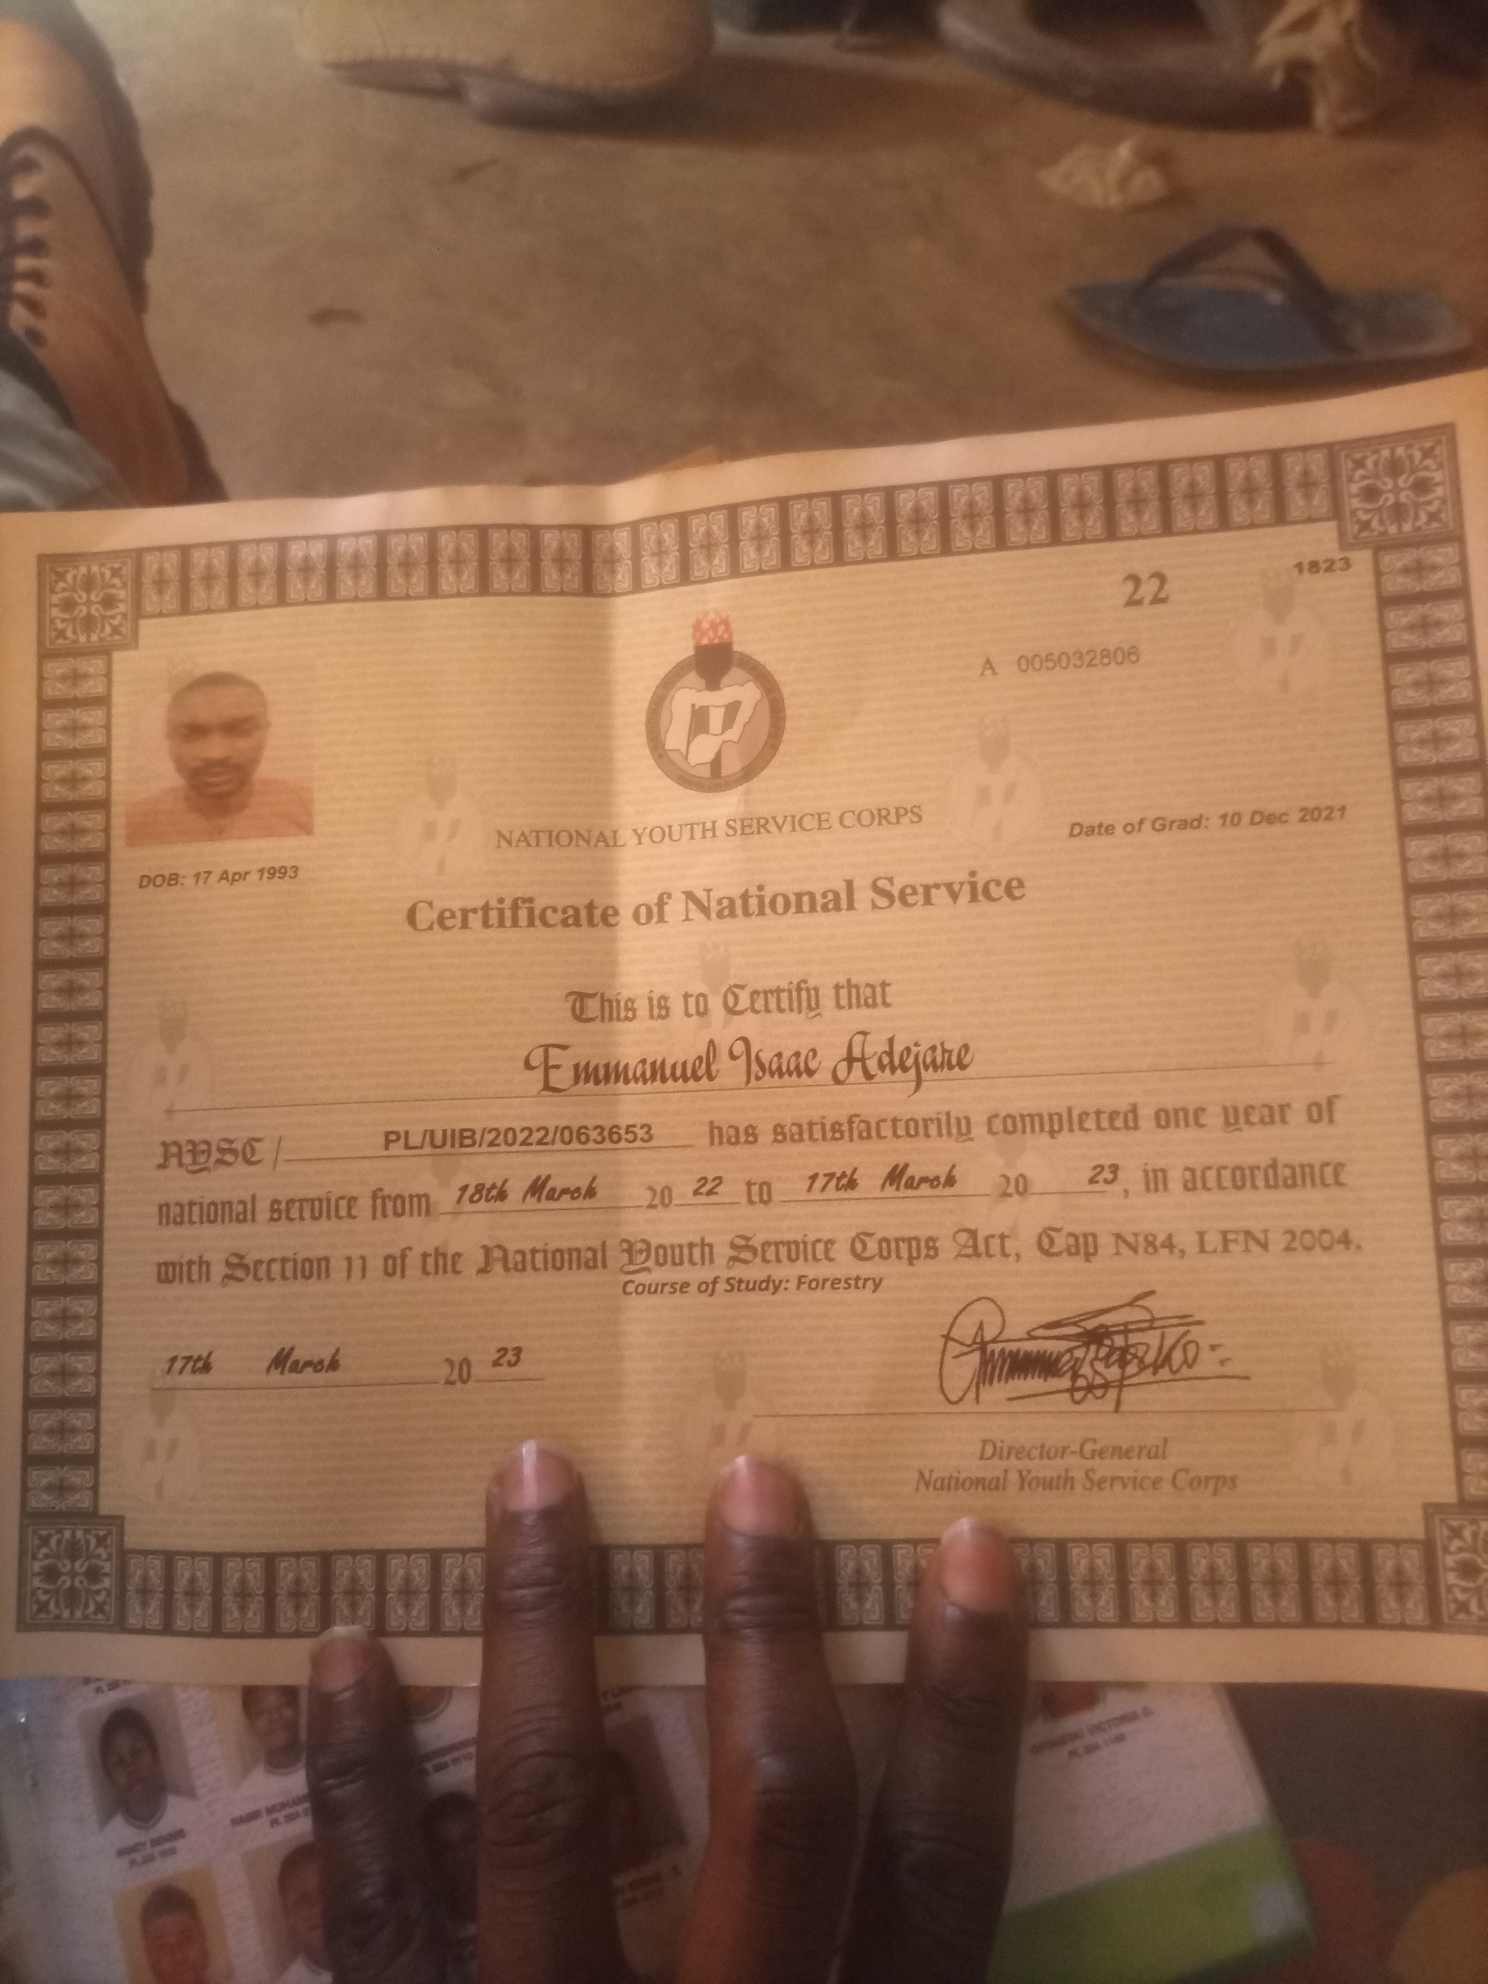 22
1823
A 005032806
NATIONAL YOUTH SERVICE CORPS
Date of Grad: 10 Dec 2021
DOB: 17 Apr 1993
Certificate of National Service
This is to Certify that
Emmanuel Isaac Adejare
NYSC / PL/UIB/2022/063653 has satisfactorily completed one year of
national service from 18th March 20 22 to 17th March 20 23, in accordance
with Section 11 of the National Youth Service Corps Act, Cap N84, LFN 2004.
Course of Study: Forestry
17th March 20 23
Director-General
National Youth Service Corps